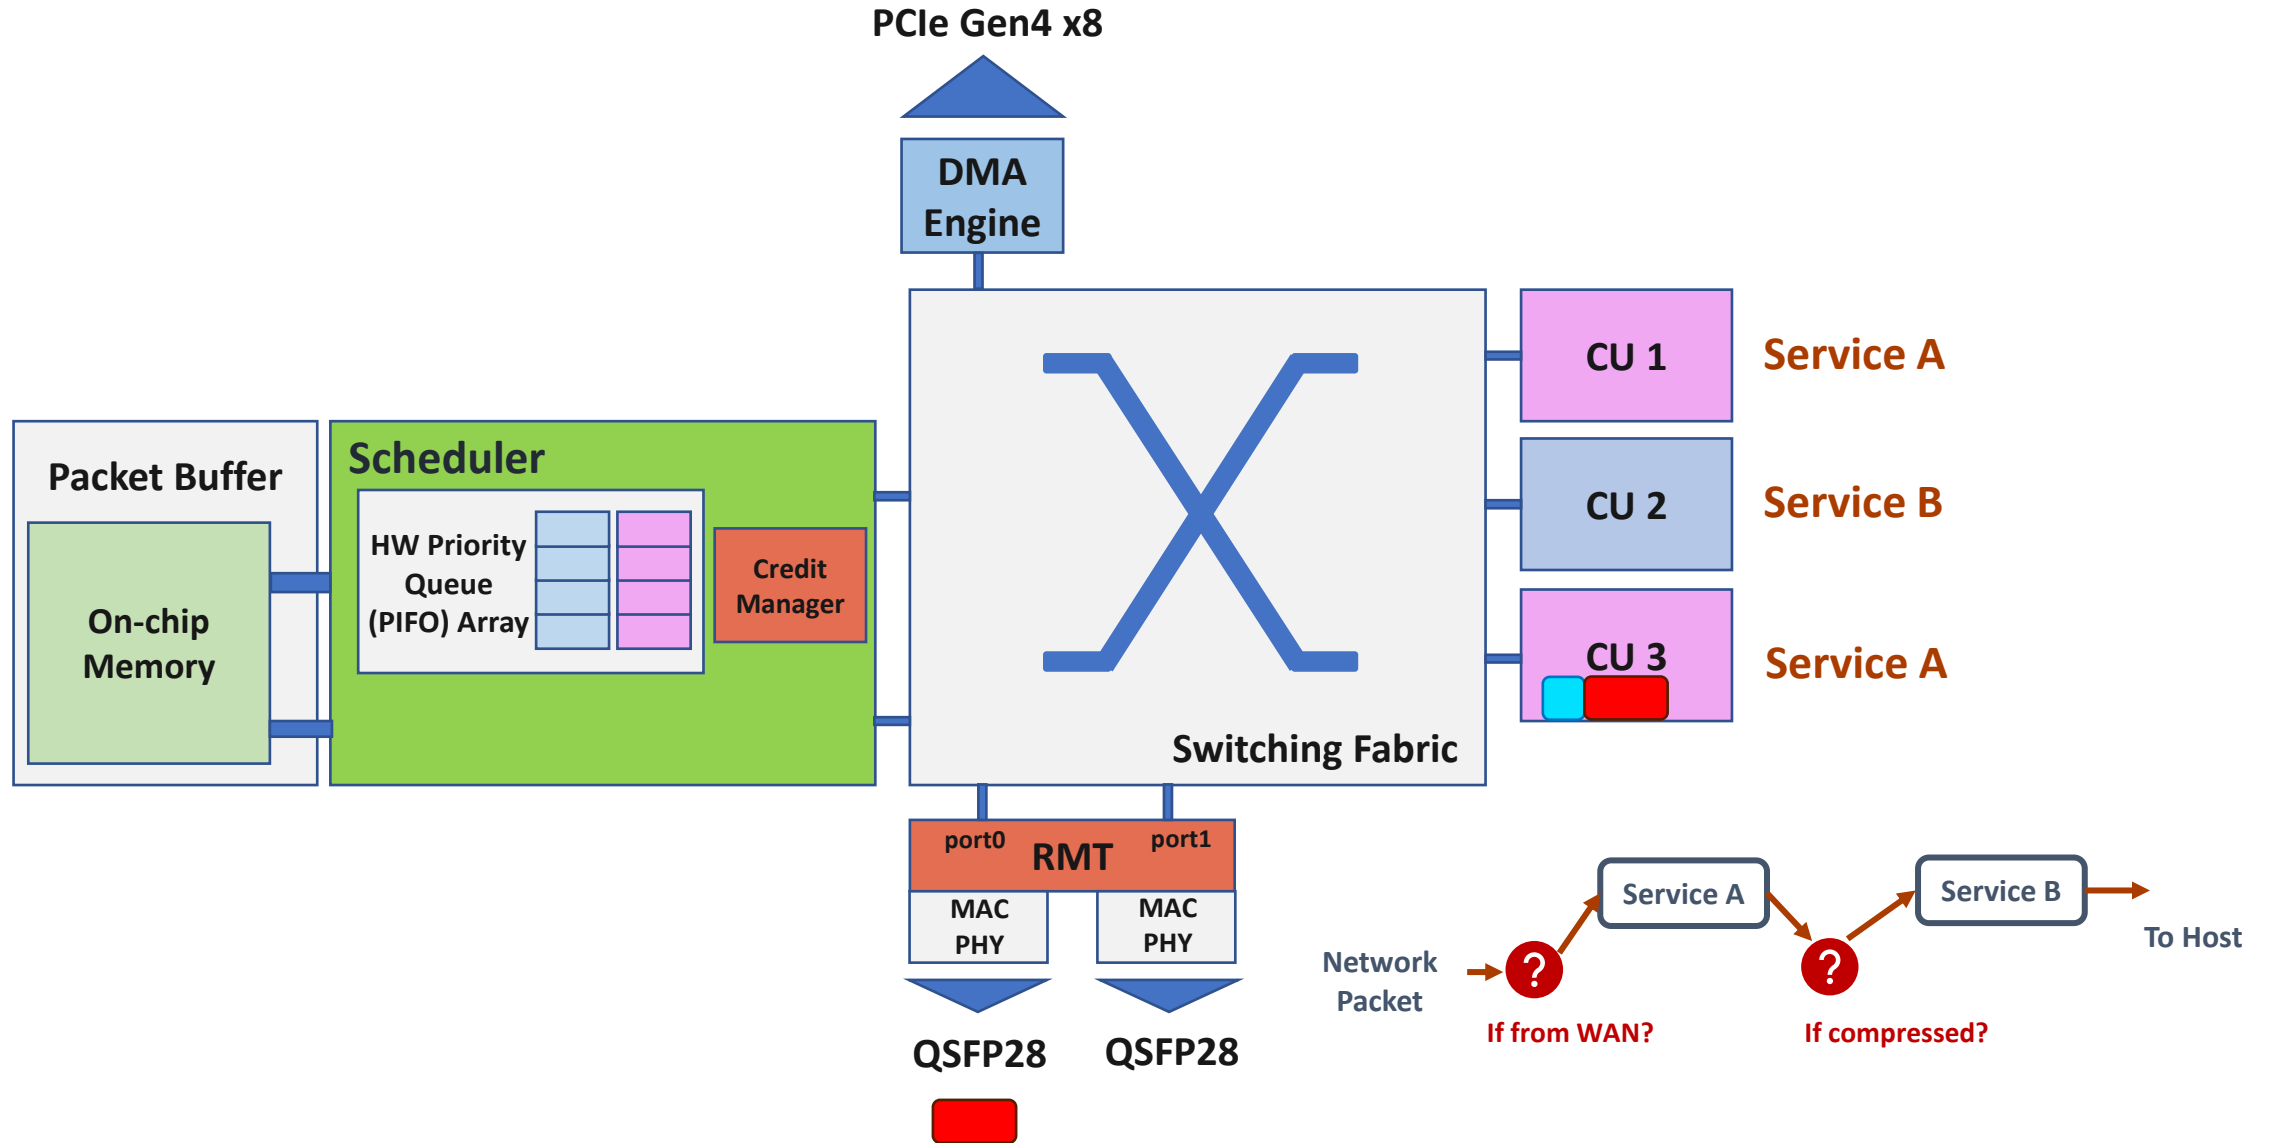 PCIe Gen4 x8
DMA
Engine
CU 1
Service A
CU 2
Service B
CU 3
Service A
Switching Fabric
Scheduler
Packet Buffer
HW Priority
Queue
(PIFO) Array
Credit
Manager
On-chip
Memory
port0
RMT
port1
MAC
PHY
MAC
PHY
QSFP28
QSFP28
Network
Packet
?
If from WAN?
Service A
?
If compressed?
Service B
To Host